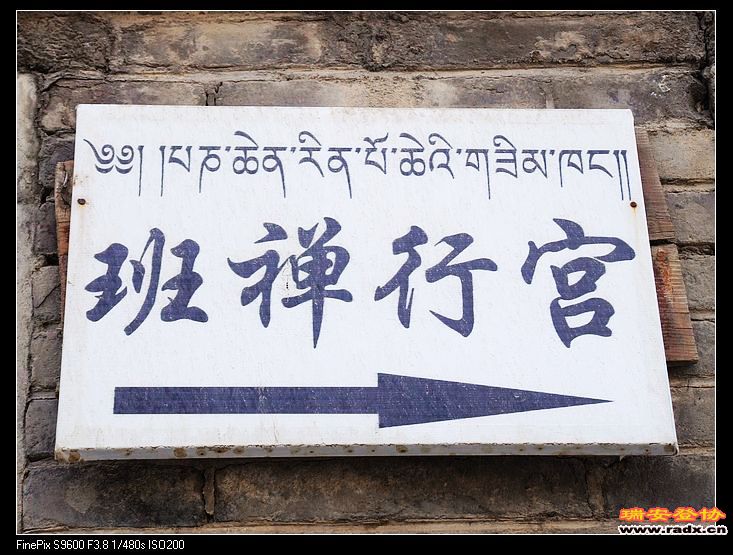 ༄༅། །པཎ་ཆེན་རིན་པོ་ཆེའི་གཟིམ་ཁང༎
班禅行宫
瑞安登协
www.radx.cn
FinePix S9600 F3.8 1/480s ISO200